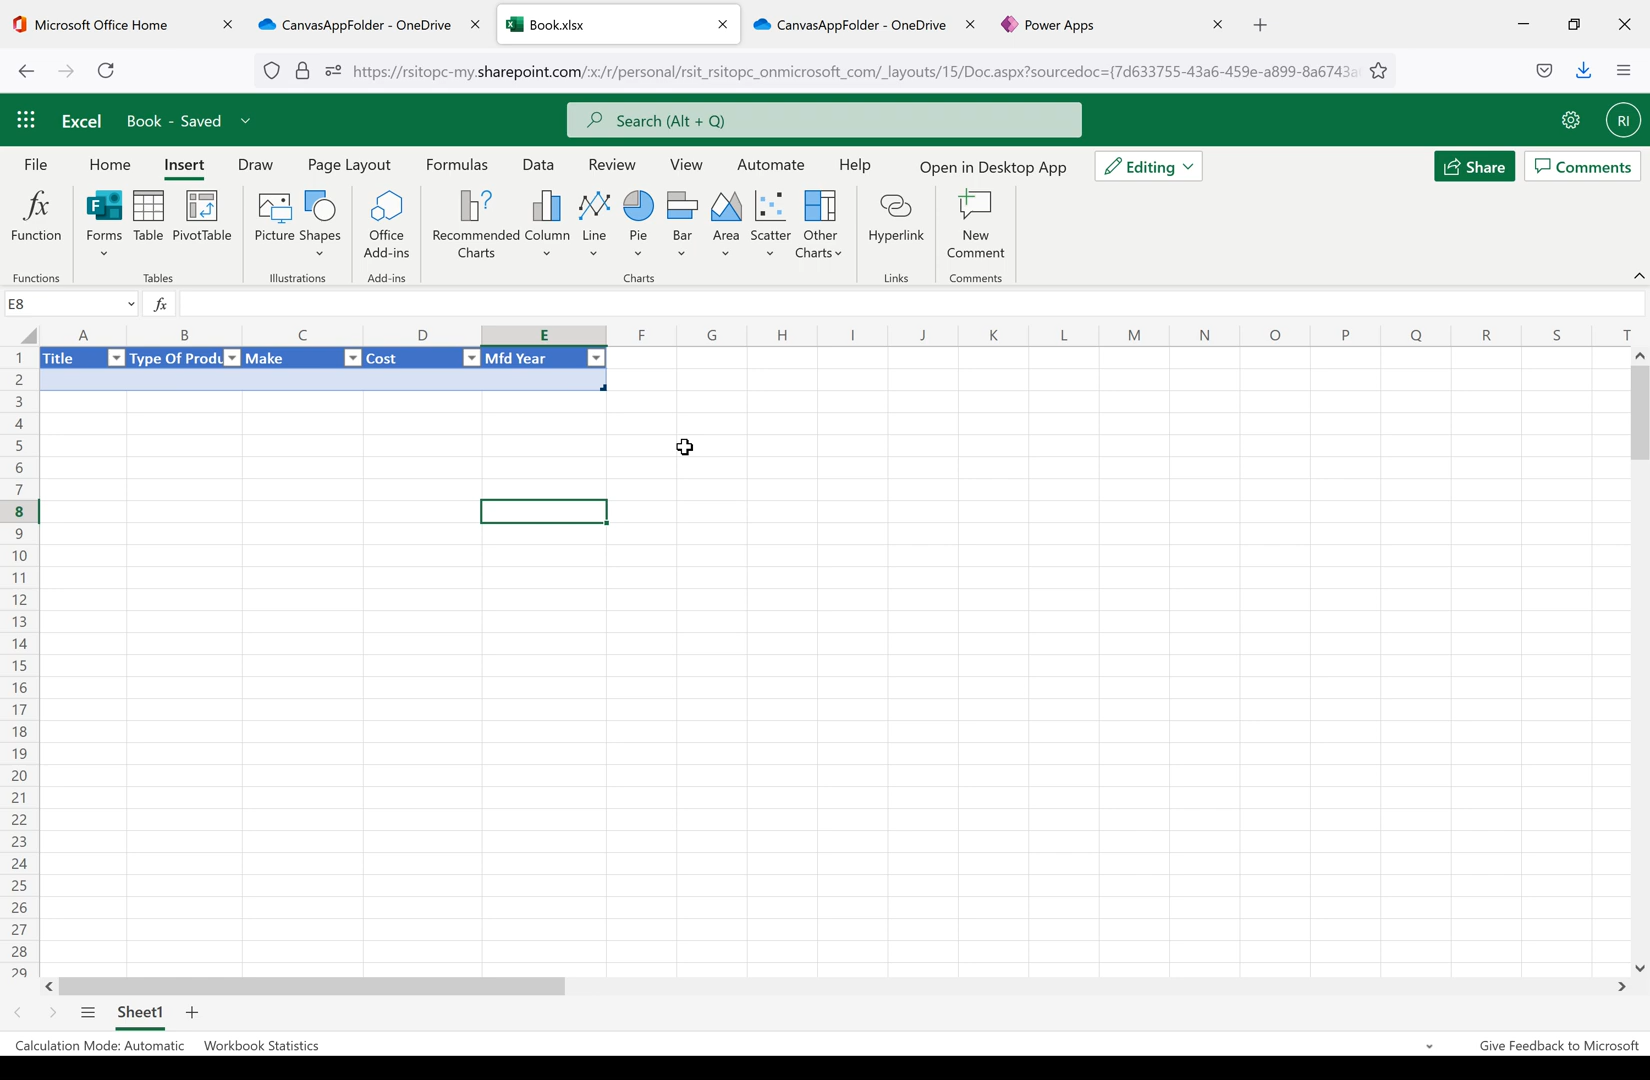 Microsoft Office Home
CanvasAppFolder - OneDrive
Book.xlsx
CanvasAppFolder - OneDrive
Power Apps
https://rsitopc-my.sharepoint.com/:x:/r/personal/rsit_rsitopc_onmicrosoft_com/_layouts/15/Doc.aspx?sourcedoc={7d633755-43a6-459e-a899-8a6743a
Excel
Book - Saved
Search (Alt + Q)
RI
File
Home
Insert
Draw
Page Layout
Formulas
Data
Review
View
Automate
Help
Open in Desktop App
Editing
Share
Comments
fx
Function
Forms
Table
PivotTable
Picture
Shapes
Office
Add-ins
Recommended
Charts
Column
Line
Pie
Bar
Area
Scatter
Other
Charts
Hyperlink
New
Comment
Functions
Tables
Illustrations
Add-ins
Charts
Links
Comments
E8
fx
A B C D E F G H I J K L M N O P Q R S T
1 Title Type Of Produ Make Cost Mfd Year
2
3
4
5
6
7
8
9
10
11
12
13
14
15
16
17
18
19
20
21
22
23
24
25
26
27
28
29
Sheet1
Calculation Mode: Automatic
Workbook Statistics
Give Feedback to Microsoft